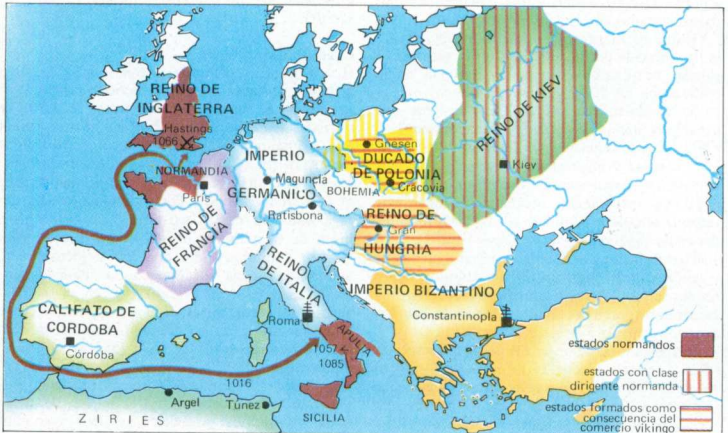 REINO DE
INGLATERRA
Hastings
1066
NORMANDIA
París
REINO DE
FRANCIA
IMPERIO
GERMANICO
Maguncia
Ratisbona
BOHEMIA
Gnesen
DUCADO
DE POLONIA
Cracovia
REINO DE KIEV
Kiev
REINO DE
Gran
HUNGRIA
REINO
DE ITALIA
Roma
IMPERIO BIZANTINO
Constantinopla
CALIFATO DE
CORDOBA
Córdoba
APULIA
1057
1085
1016
SICILIA
Argel
Túnez
ZIRIES
estados normandos
estados con clase
dirigente normanda
estados formados como
consecuencia del
comercio vikingo